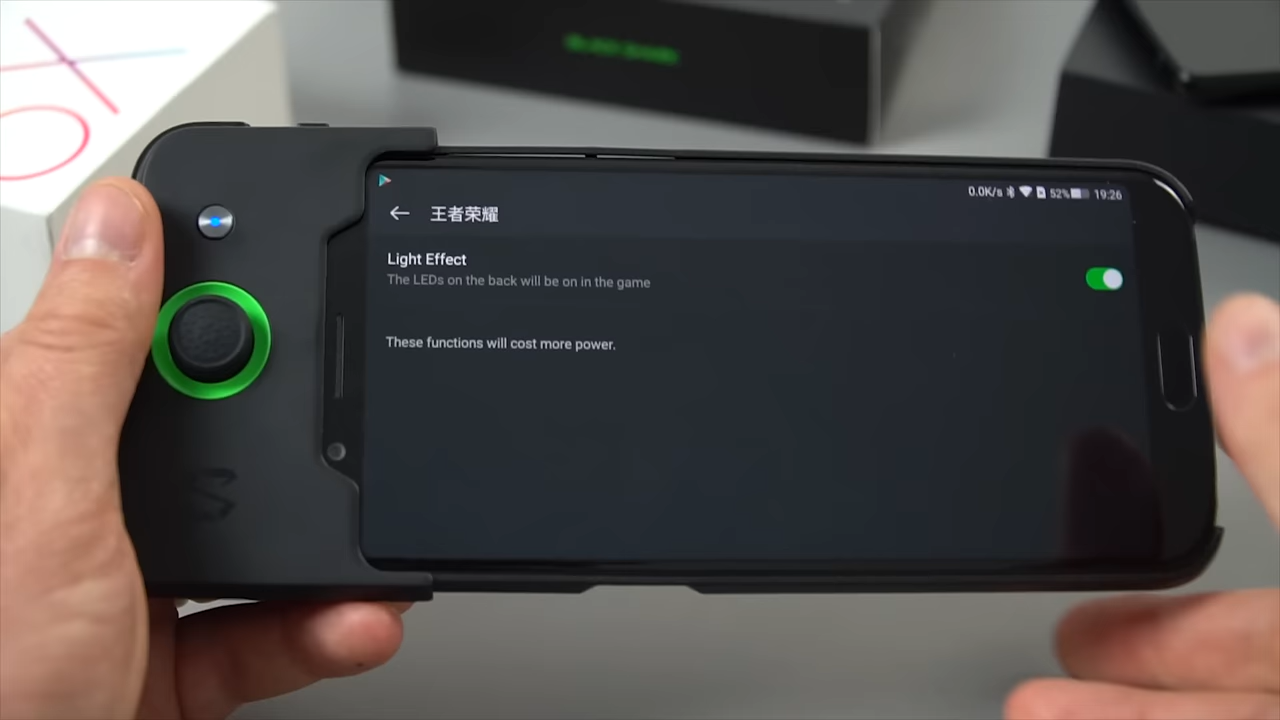 0.0K/s 52% 19:26
王者荣耀
Light Effect
The LEDs on the back will be on in the game
These functions will cost more power.